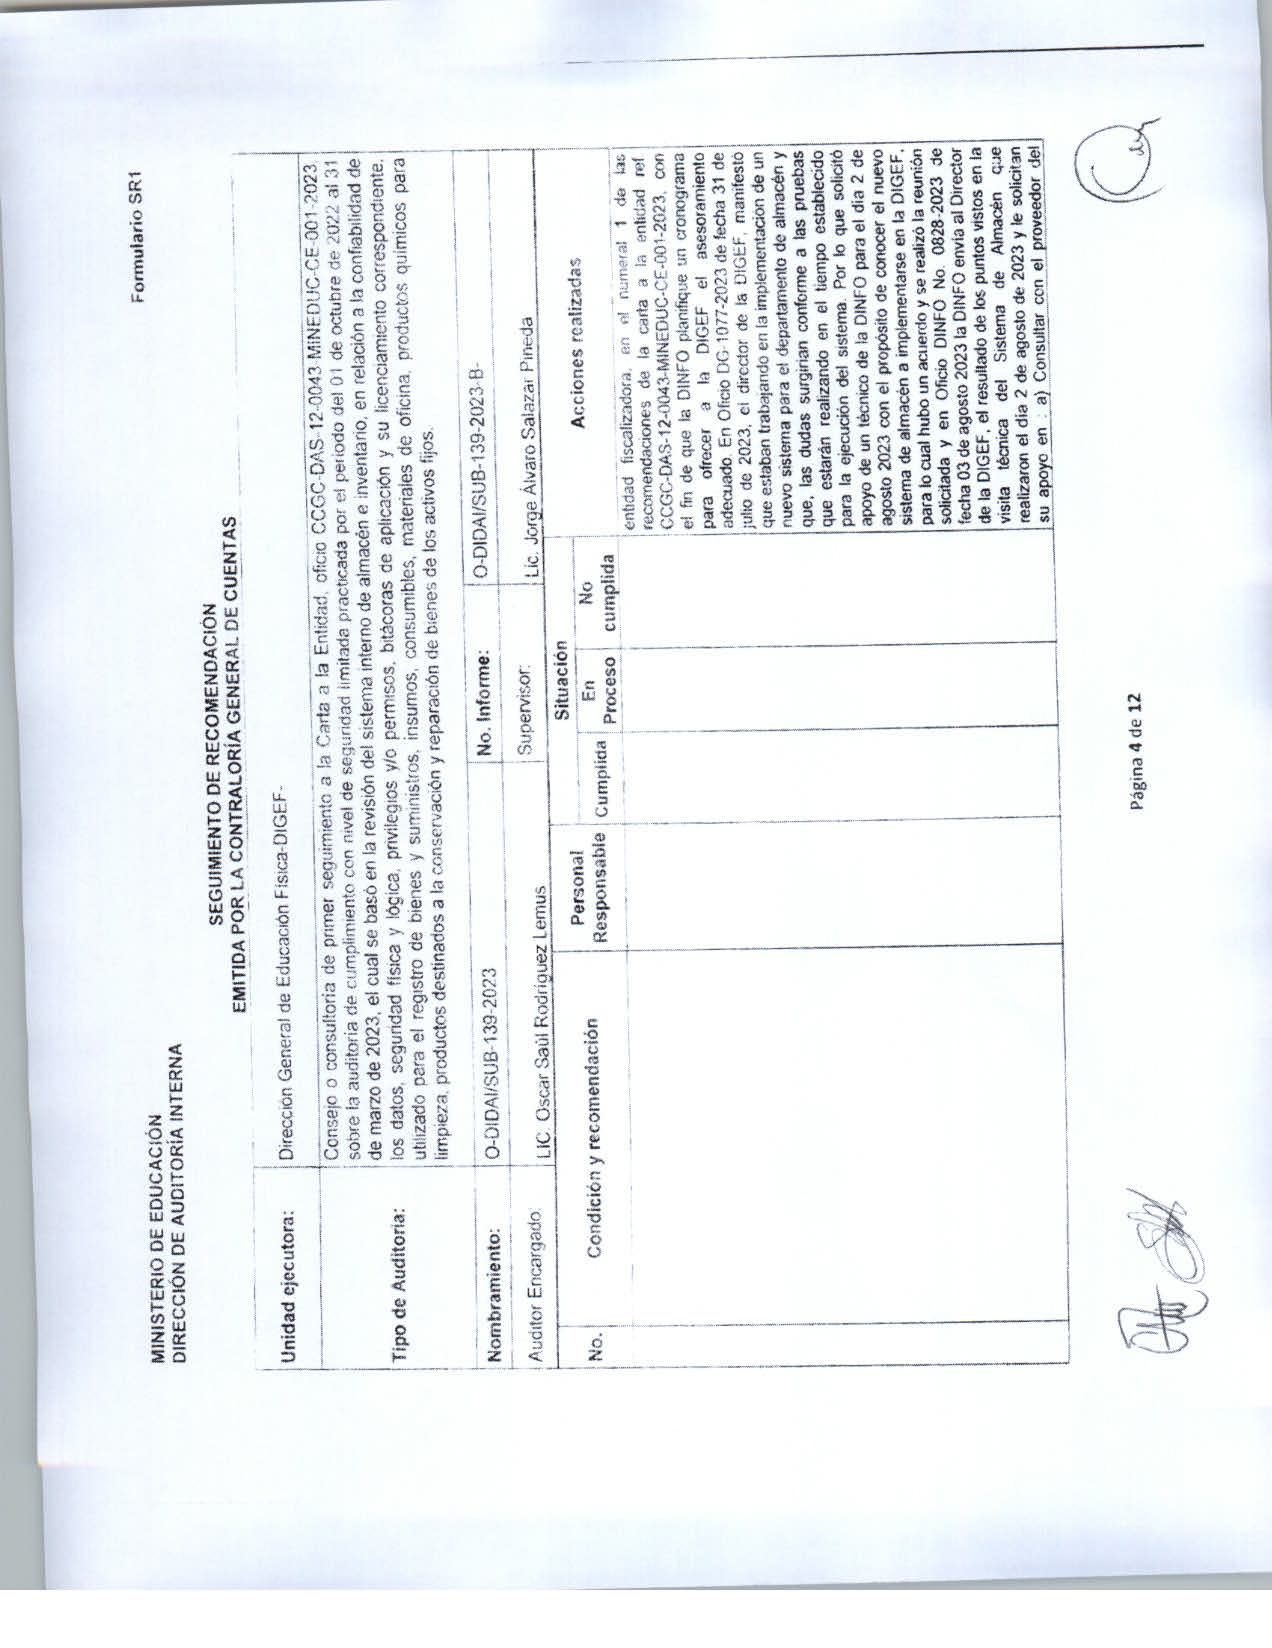 Formulario SR1
MINISTERIO DE EDUCACIÓN
DIRECCIÓN DE AUDITORÍA INTERNA
SEGUIMIENTO DE RECOMENDACIÓN
EMITIDA POR LA CONTRALORÍA GENERAL DE CUENTAS
Unidad ejecutora: Dirección General de Educación Física-DIGEF-
Tipo de Auditoria:
Consejo o consultoria de primer seguimiento a la Carta a la Entidad, oficio CCGC-DAS-12-0043 MINEDUC-CE-001-2023,
sobre la auditoria de cumplimiento con nivel de seguridad limitada practicada por el periodo del 01 de octubre de 2022 al 31
de marzo de 2023, el cual se basó en la revisión del sistema interno de almacén e inventario, en relación a la confiabilidad de
los datos, seguridad física y lógica, privilegios y/o permisos, bitácoras de aplicación y su licenciamiento correspondiente,
utilizado para el registro de bienes y suministros, insumos, consumibles, materiales de oficina, productos químicos para
limpieza, productos destinados a la conservación y reparación de bienes de los activos fijos.
Nombramiento: O-DIDAI/SUB-139-2023 No. Informe: O-DIDAI/SUB-139-2023-B-
Auditor Encargado LIC. Oscar Saúl Rodríguez Lemus Supervisor: Lic. Jorge Álvaro Salazar Pineda
No. Condición y recomendación Personal Responsable Situación Acciones realizadas
Cumplida En Proceso No cumplida
entidad fiscalizadora, en el numeral 1 de las
recomendaciones de la carta a la entidad ref
CCGC-DAS-12-0043-MINEDUC-CE-001-2023, con
el fin de que la DINFO planifique un cronograma
para ofrecer a la DIGEF el asesoramiento
adecuado. En Oficio DG-1077-2023 de fecha 31 de
julio de 2023, el director de la DIGEF, manifestó
que estaban trabajando en la implementación de un
nuevo sistema para el departamento de almacén y
que, las dudas surgirían conforme a las pruebas
que estarán realizando en el tiempo establecido
para la ejecución del sistema. Por lo que solicitó
apoyo de un técnico de la DINFO para el día 2 de
agosto 2023 con el propósito de conocer el nuevo
sistema de almacén a implementarse en la DIGEF,
para lo cual hubo un acuerdo y se realizó la reunión
solicitada y en Oficio DINFO No. 0828-2023 de
fecha 03 de agosto 2023 la DINFO envia al Director
de la DIGEF, el resultado de los puntos vistos en la
visita técnica del Sistema de Almacén que
realizaron el día 2 de agosto de 2023 y le solicitan
su apoyo en : a) Consultar con el proveedor del
Página 4 de 12